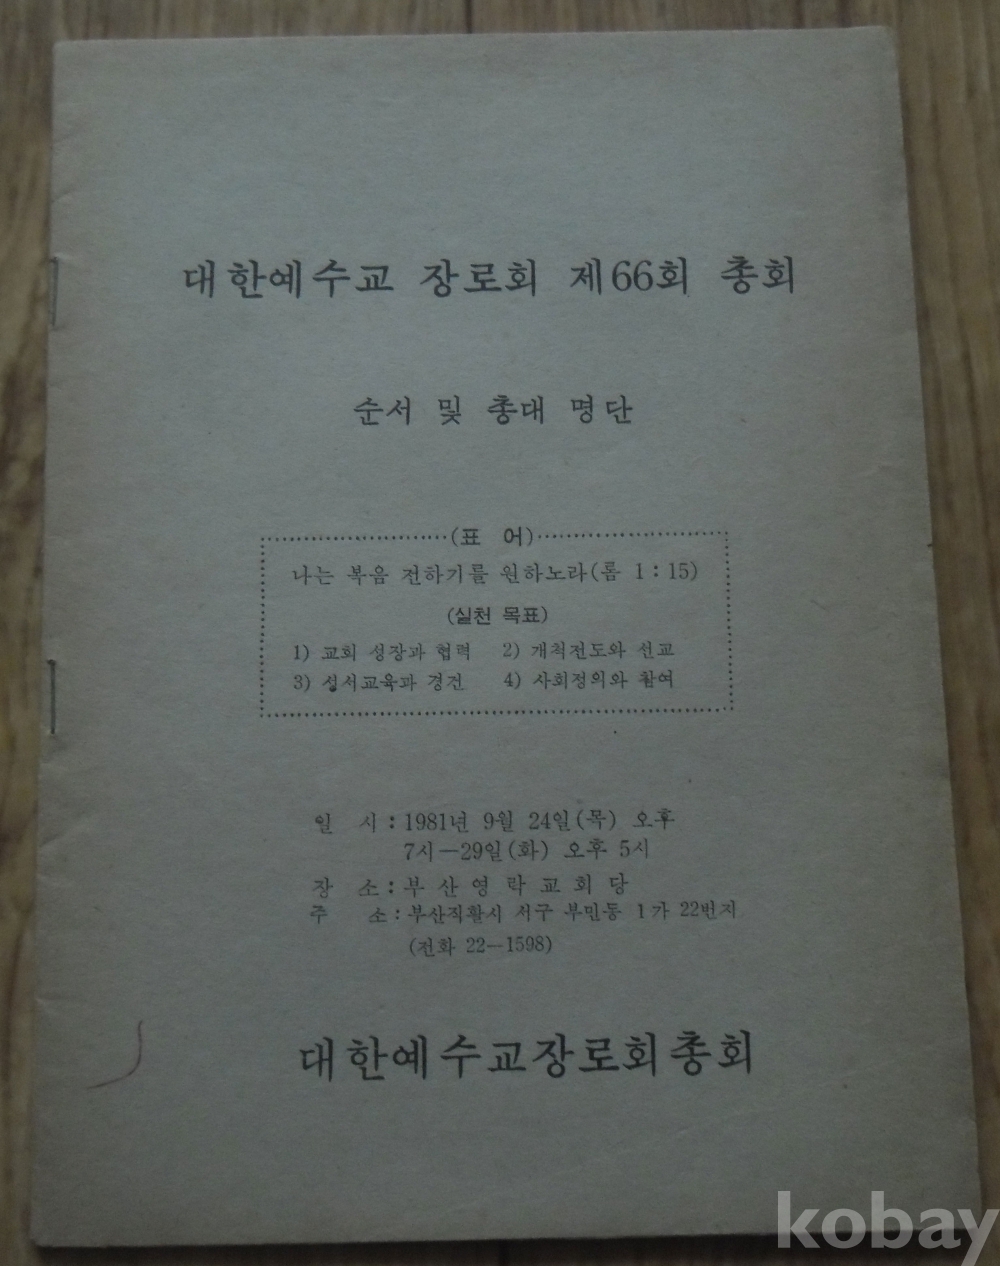 대한예수교 장로회 제66회 총회
순서 및 총대 명단
(표 어)
나는 복음 전하기를 원하노라(롬 1 : 15)
(실천 목표)
1) 교회 성장과 협력 2) 개척전도와 선교
3) 성서교육과 경건 4) 사회정의와 참여
일 시 : 1981년 9월 24일(목) 오후
7시—29일(화) 오후 5시
장 소 : 부 산 영 락 교 회 당
주 소 : 부산직활시 서구 부민동 1가 22번지
(전화 22—1598)
대한예수교장로회총회
kobay